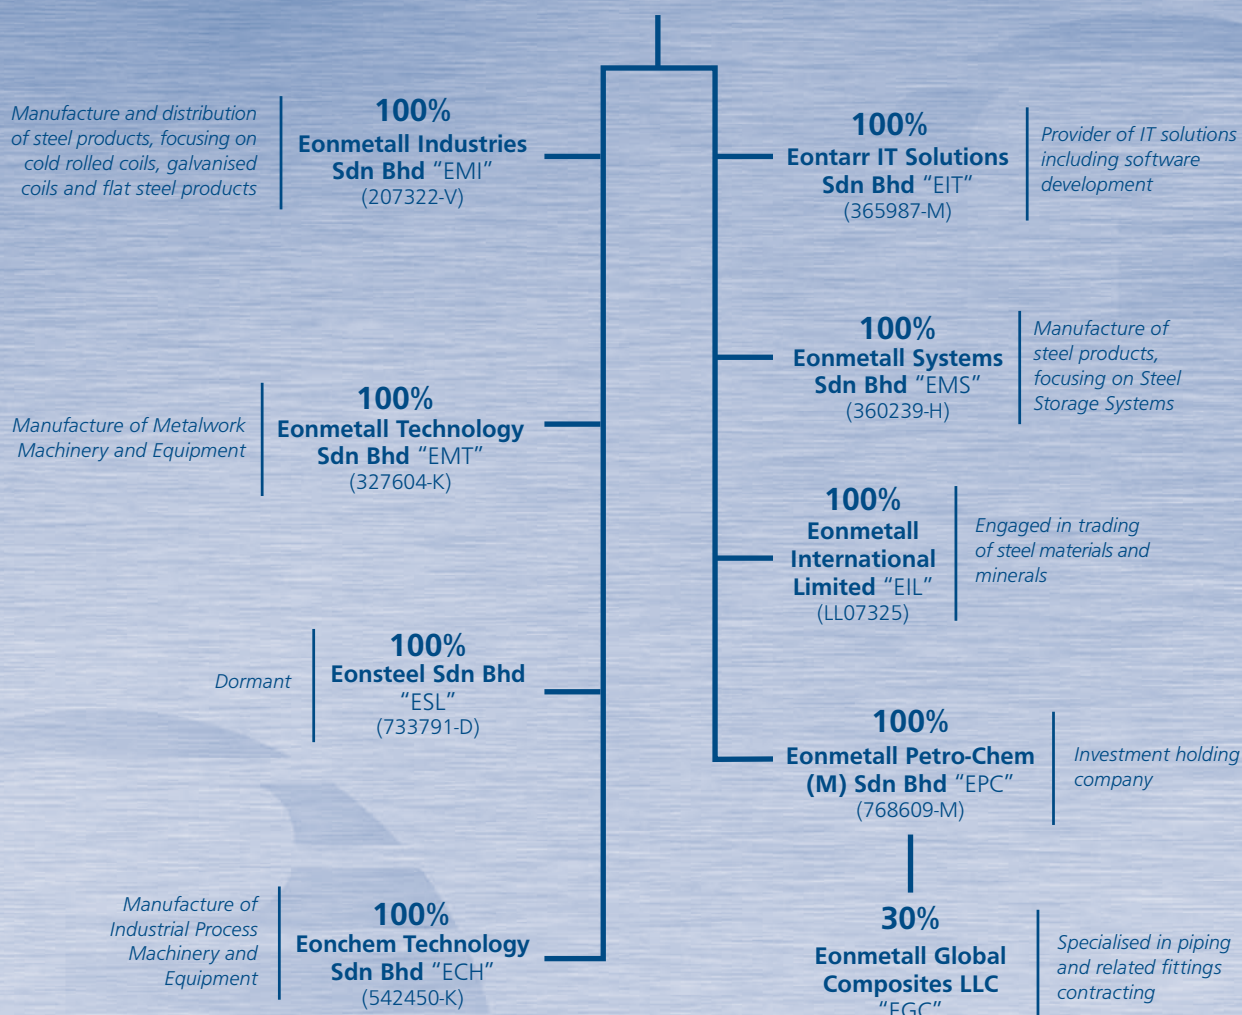 Manufacture and distribution
of steel products, focusing on
cold rolled coils, galvanised
coils and flat steel products
100%
Eonmetall Industries
Sdn Bhd “EMI”
(207322-V)
100%
Eontarr IT Solutions
Sdn Bhd “EIT”
(365987-M)
Provider of IT solutions
including software
development
100%
Eonmetall Systems
Sdn Bhd “EMS”
(360239-H)
Manufacture of
steel products,
focusing on Steel
Storage Systems
Manufacture of Metalwork
Machinery and Equipment
100%
Eonmetall Technology
Sdn Bhd “EMT”
(327604-K)
100%
Eonmetall
International
Limited “EIL”
(LL07325)
Engaged in trading
of steel materials and
minerals
Dormant
100%
Eonsteel Sdn Bhd
“ESL”
(733791-D)
100%
Eonmetall Petro-Chem
(M) Sdn Bhd “EPC”
(768609-M)
Investment holding
company
Manufacture of
Industrial Process
Machinery and
Equipment
100%
Eonchem Technology
Sdn Bhd “ECH”
(542450-K)
30%
Eonmetall Global
Composites LLC
“EGC”
Specialised in piping
and related fittings
contracting